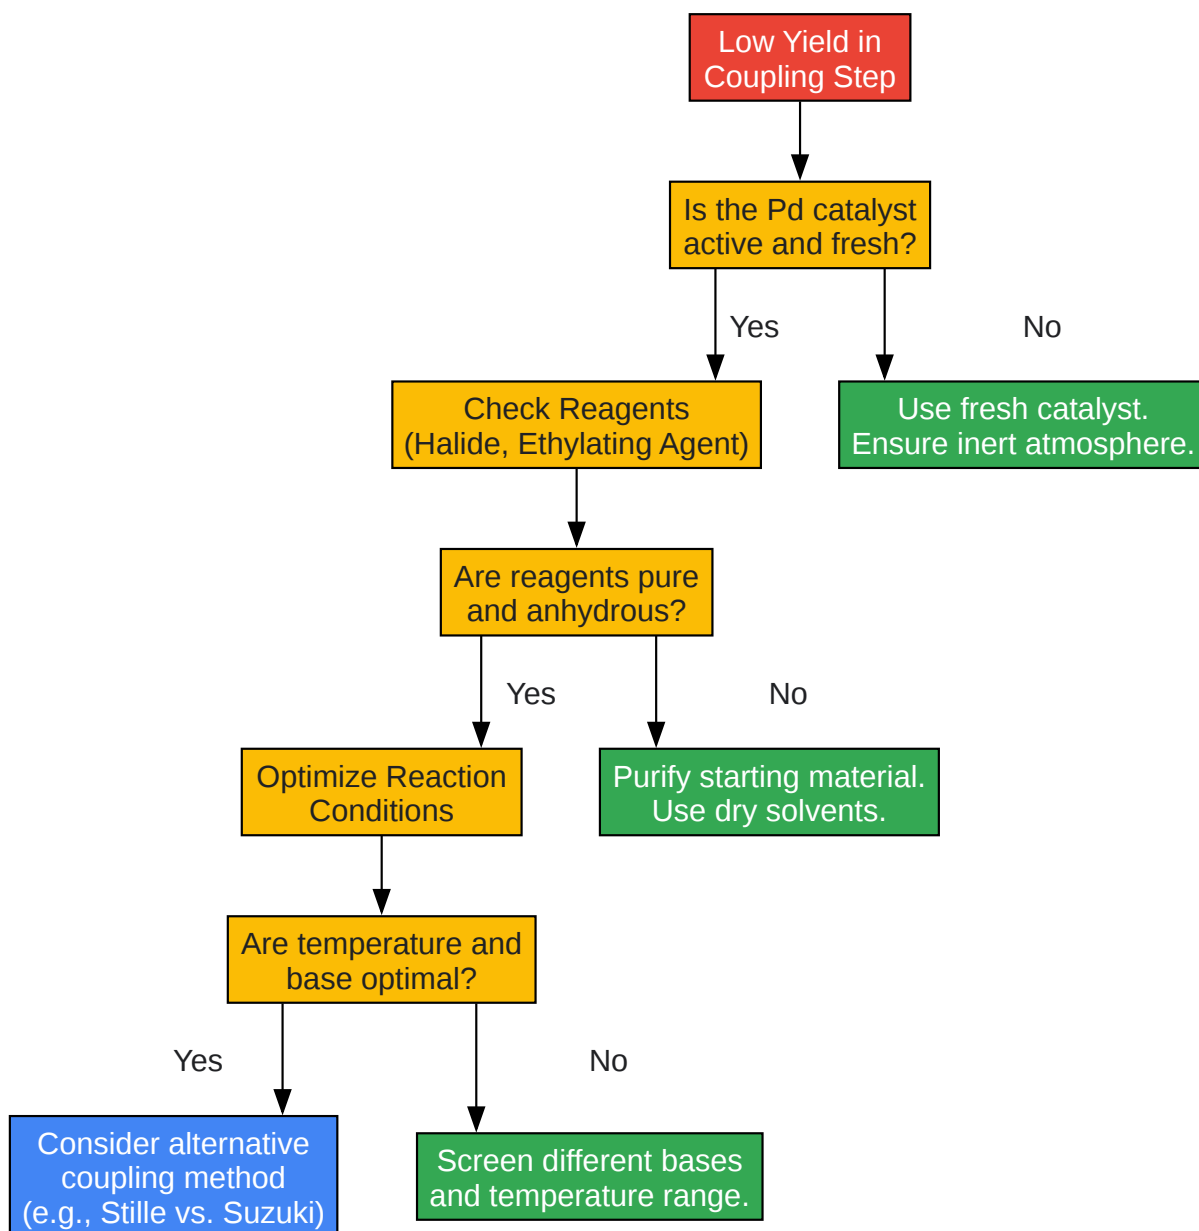 Low Yield in
Coupling Step
Is the Pd catalyst
active and fresh?
Yes
No
Check Reagents
(Halide, Ethylating Agent)
Use fresh catalyst.
Ensure inert atmosphere.
Are reagents pure
and anhydrous?
Yes
No
Optimize Reaction
Conditions
Purify starting material.
Use dry solvents.
Are temperature and
base optimal?
Yes
No
Consider alternative
coupling method
(e.g., Stille vs. Suzuki)
Screen different bases
and temperature range.